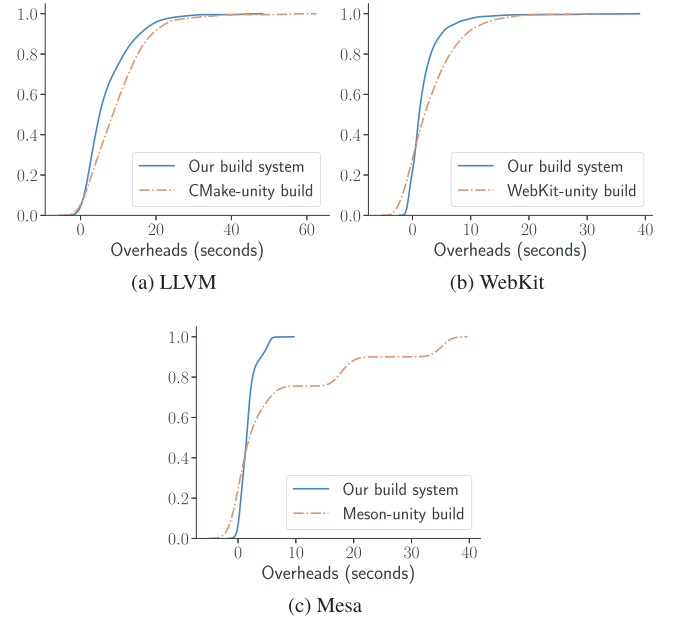 1.0
0.8
0.6
0.4
0.2
0.0
Our build system
CMake-unity build
0 20 40 60
Overheads (seconds)
(a) LLVM
1.0
0.8
0.6
0.4
0.2
0.0
Our build system
WebKit-unity build
0 10 20 30 40
Overheads (seconds)
(b) WebKit
1.0
0.8
0.6
0.4
0.2
0.0
Our build system
Meson-unity build
0 10 20 30 40
Overheads (seconds)
(c) Mesa